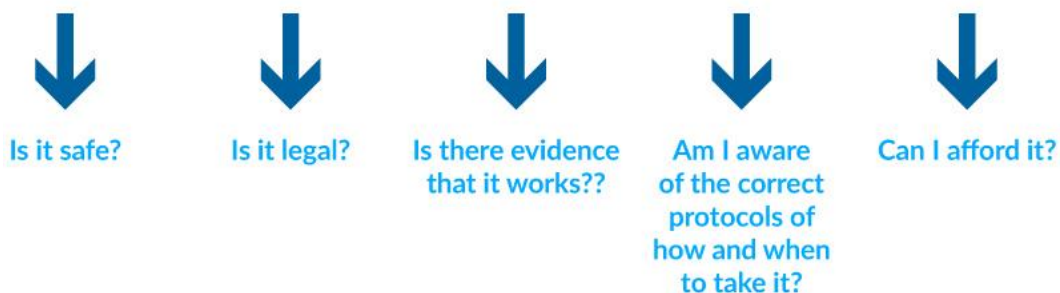 Is it safe?
Is it legal?
Is there evidence
that it works??
Am I aware
of the correct
protocols of
how and when
to take it?
Can I afford it?